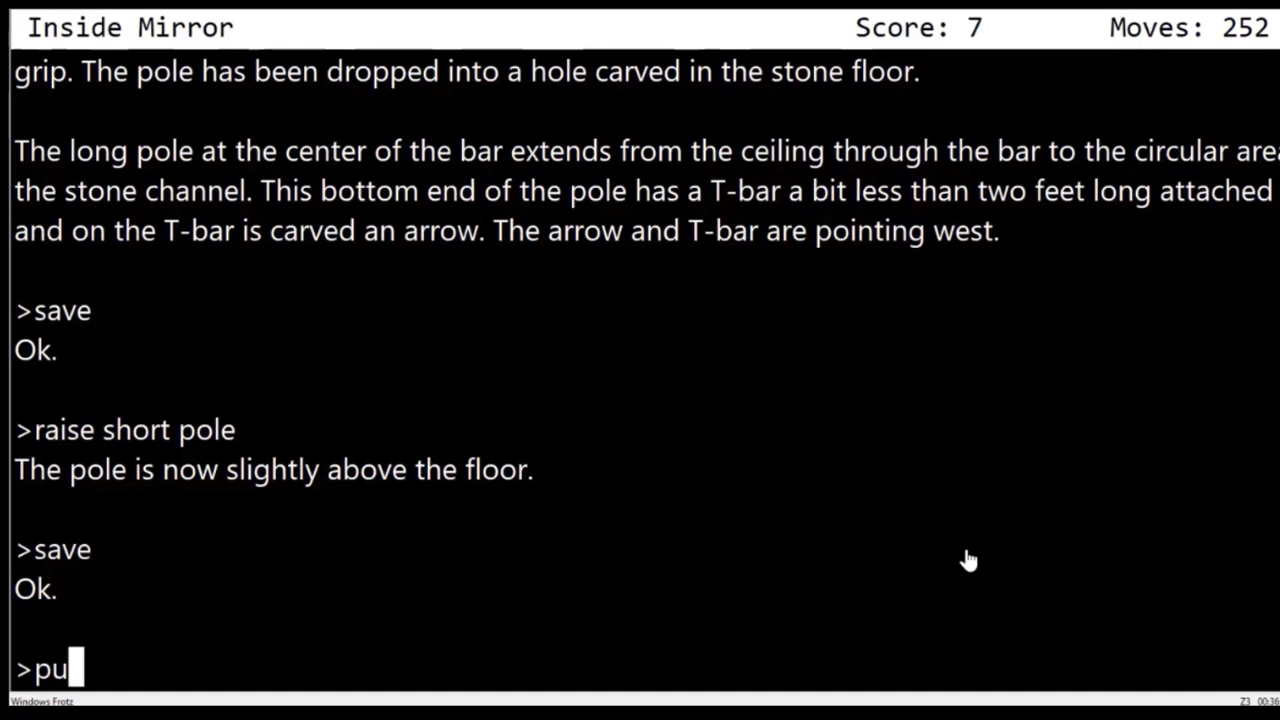 Inside Mirror Score: 7 Moves: 252
grip. The pole has been dropped into a hole carved in the stone floor.
The long pole at the center of the bar extends from the ceiling through the bar to the circular area
the stone channel. This bottom end of the pole has a T-bar a bit less than two feet long attached
and on the T-bar is carved an arrow. The arrow and T-bar are pointing west.
>save
Ok.
>raise short pole
The pole is now slightly above the floor.
>save
Ok.
>pu
Windows Frotz Z3 00:36